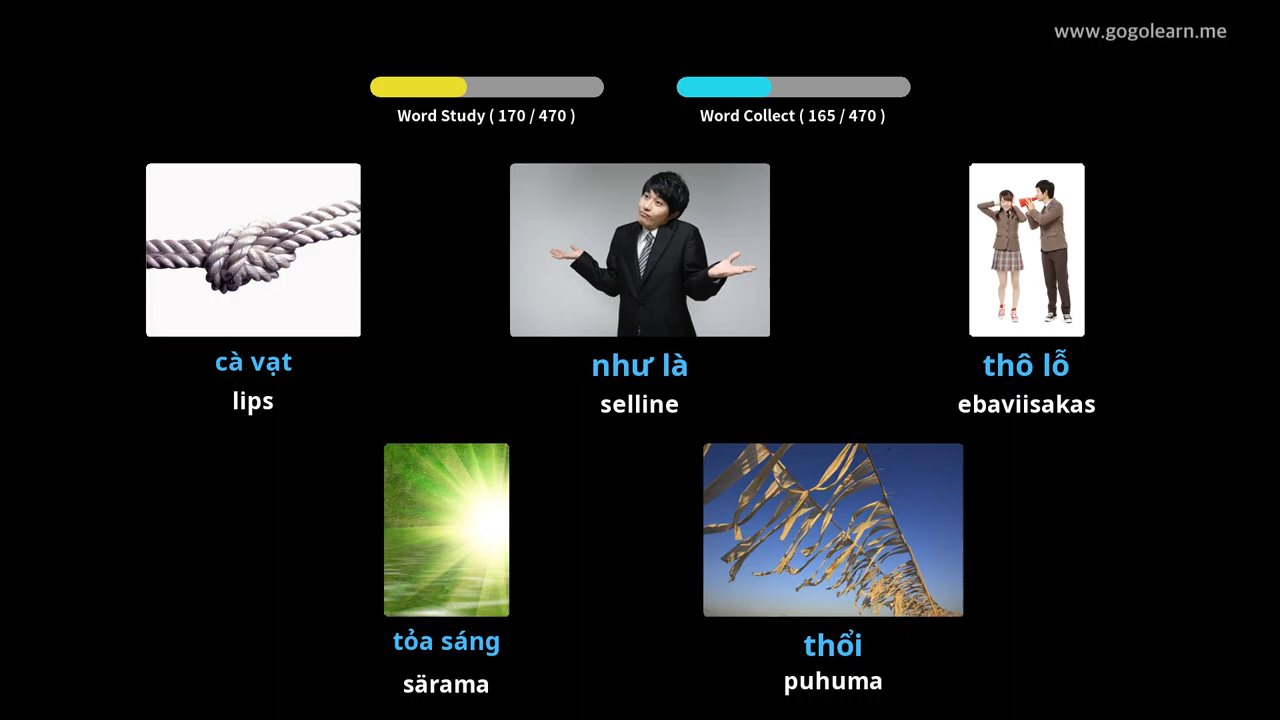 www.gogolearn.me
Word Study ( 170 / 470 )
Word Collect ( 165 / 470 )
cà vạt
lips
như là
selline
thô lỗ
ebaviisakas
tỏa sáng
särama
thổi
puhuma